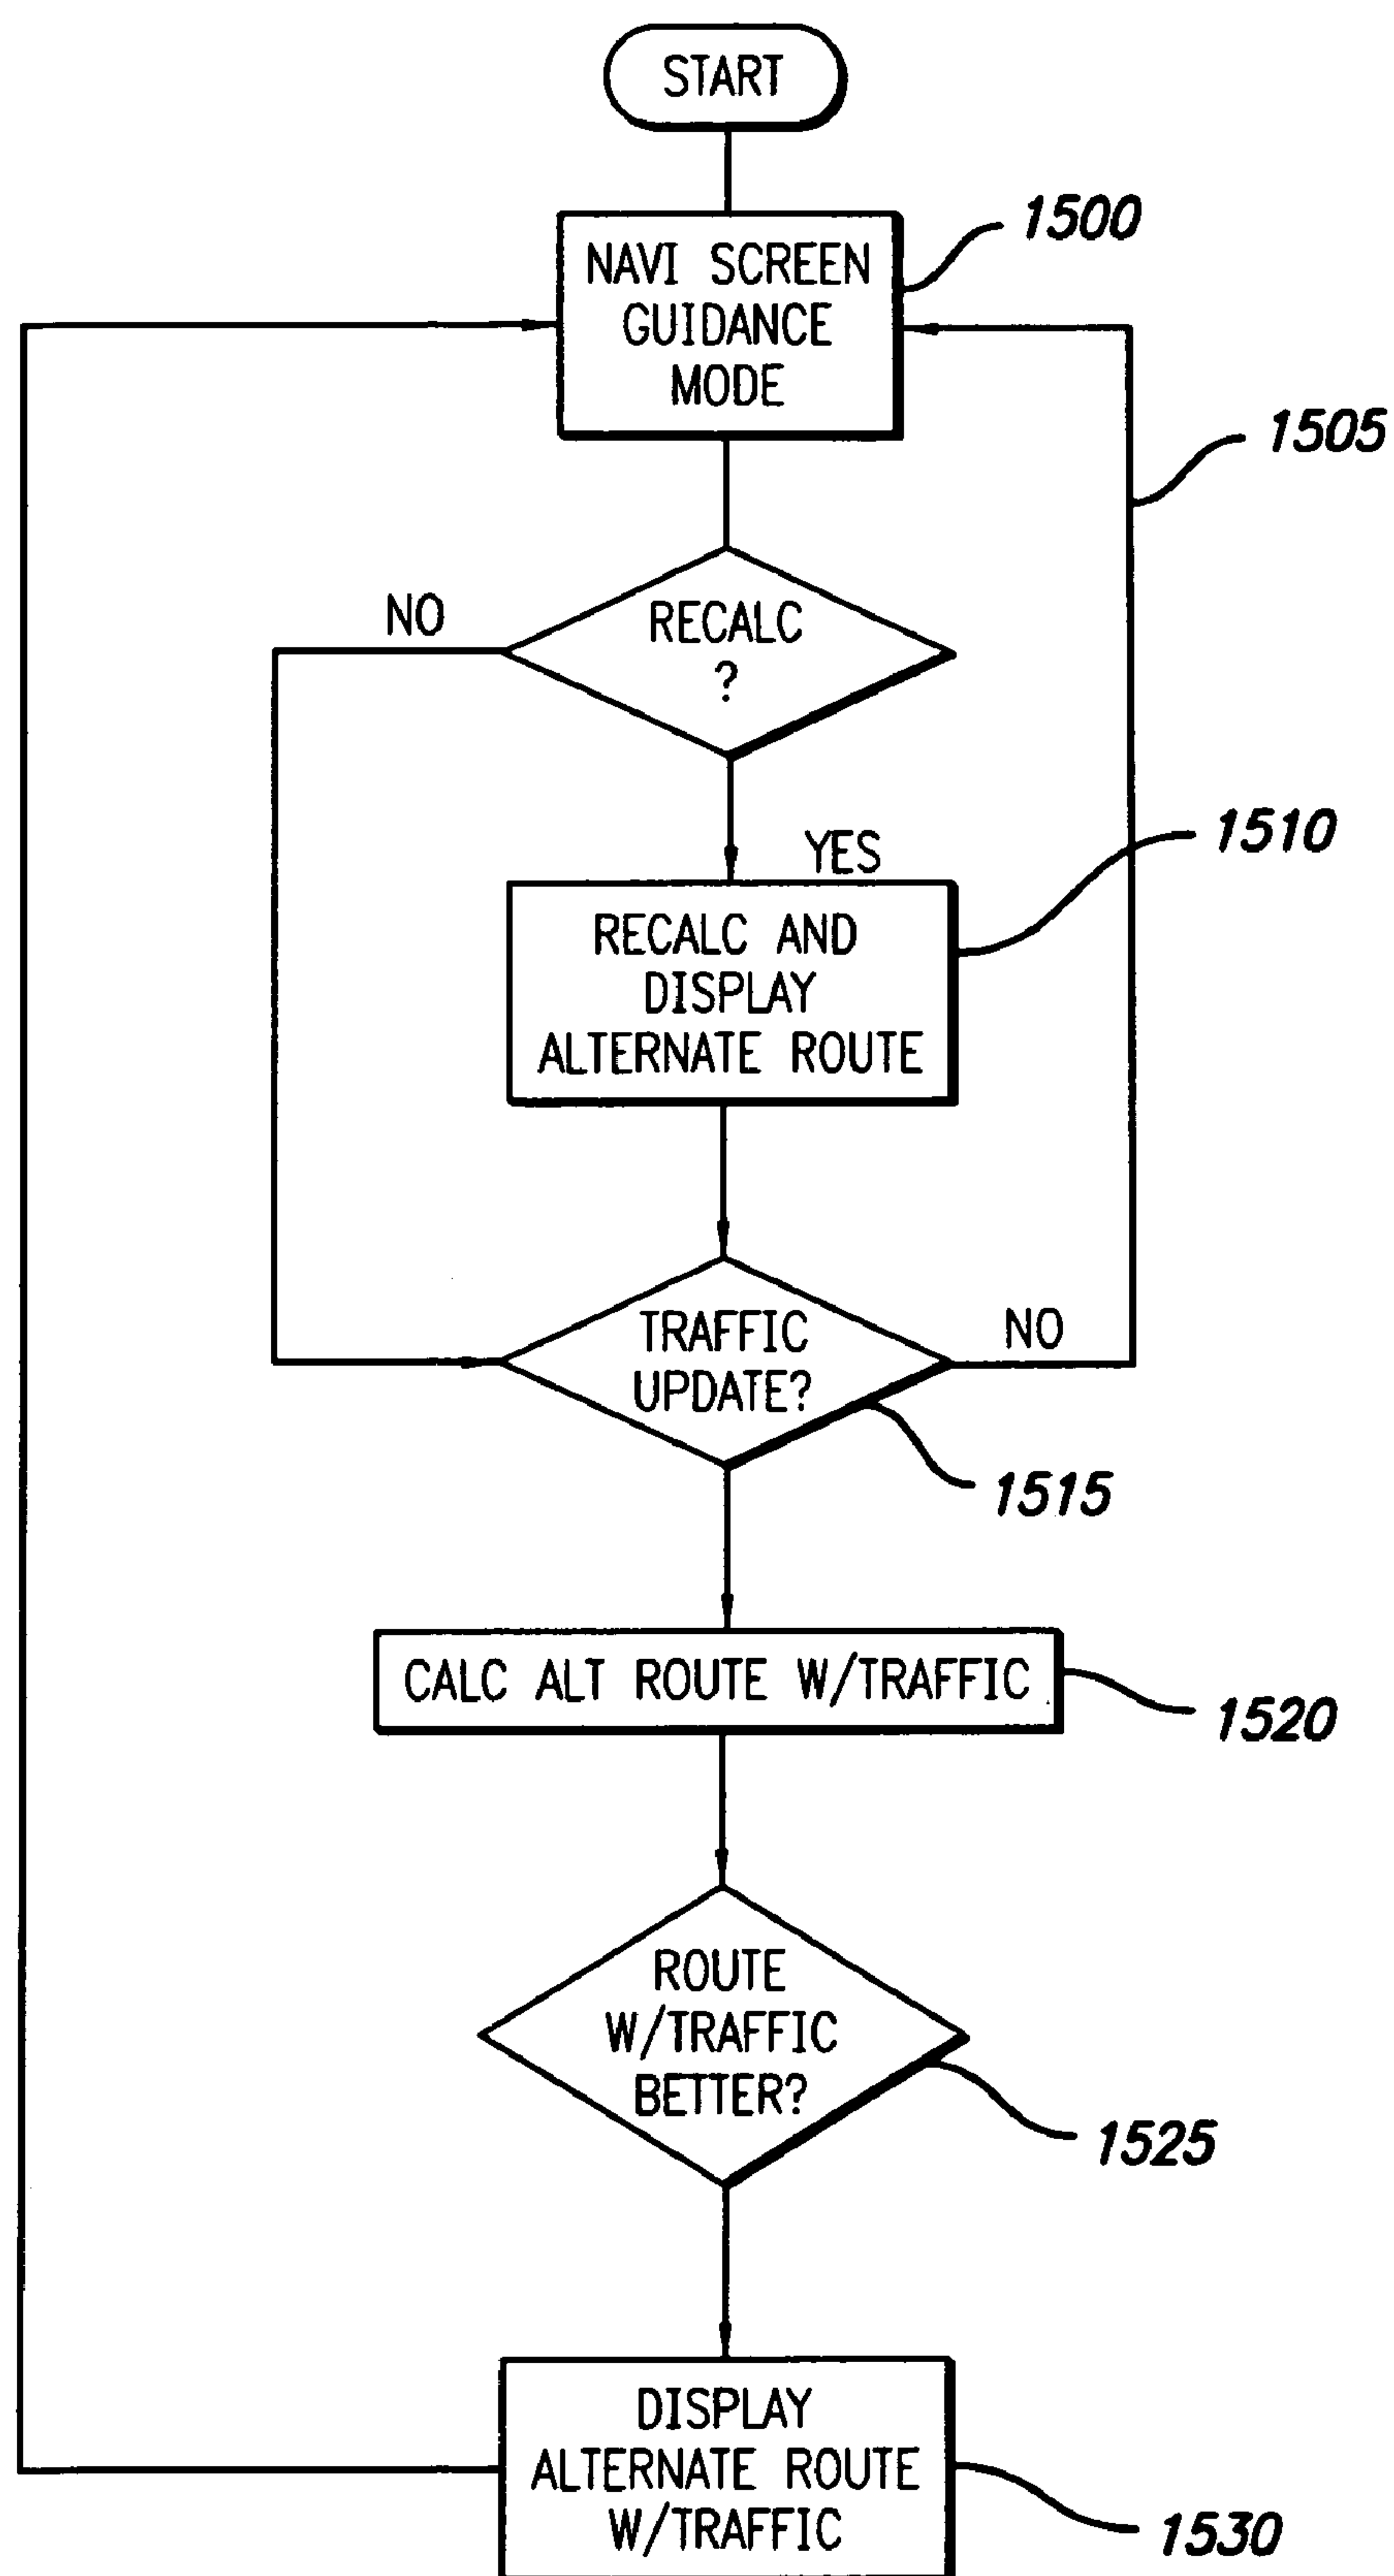 START
1500
NAVI SCREEN
GUIDANCE
MODE
1505
NO
RECALC
?
YES
1510
RECALC AND
DISPLAY
ALTERNATE ROUTE
TRAFFIC
UPDATE?
NO
1515
CALC ALT ROUTE W/TRAFFIC
1520
ROUTE
W/TRAFFIC
BETTER?
1525
DISPLAY
ALTERNATE ROUTE
W/TRAFFIC
1530